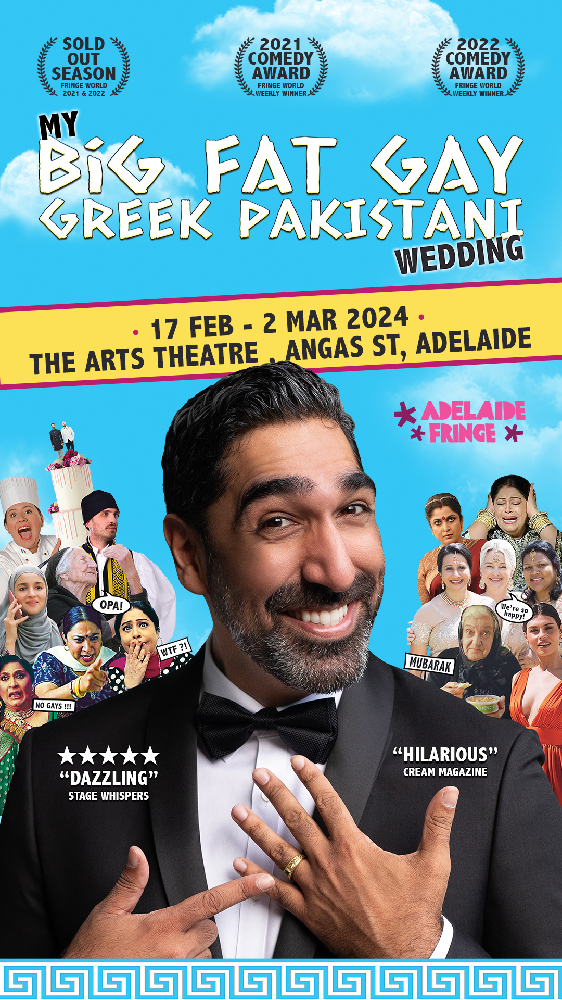 SOLD
OUT
SEASON
FRINGE WORLD
2021 & 2022
2021
COMEDY
AWARD
FRINGE WORLD
WEEKLY WINNER
2022
COMEDY
AWARD
FRINGE WORLD
WEEKLY WINNER
MY
BIG FAT GAY
GREEK PAKISTANI
WEDDING
• 17 FEB - 2 MAR 2024 •
THE ARTS THEATRE . ANGAS ST, ADELAIDE
ADELAIDE
FRINGE
OPA!
WTF ?!
NO GAYS !!!
We're so
happy!
MUBARAK
ATHENOS
★★★★★
“DAZZLING”
STAGE WHISPERS
“HILARIOUS”
CREAM MAGAZINE